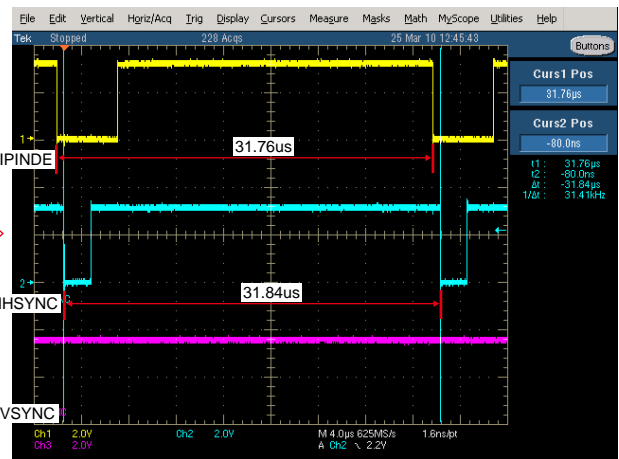 File Edit Vertical Horiz/Acq Trig Display Cursors Measure Masks Math MyScope Utilities Help
Tek Stopped 228 Acqs 25 Mar 10 12:45:43
Buttons
Curs1 Pos
31.76µs
Curs2 Pos
-80.0ns
t1 : 31.76µs
t2 : -80.0ns
Δt : -31.84µs
1/Δt : 31.41kHz
31.76us
1
IPINDE
2
31.84us
IHSYNC
VSYNC
Ch1 2.0V Ch2 2.0V M 4.0µs 625MS/s 1.6ns/pt
Ch3 2.0V A Ch2 2.2V